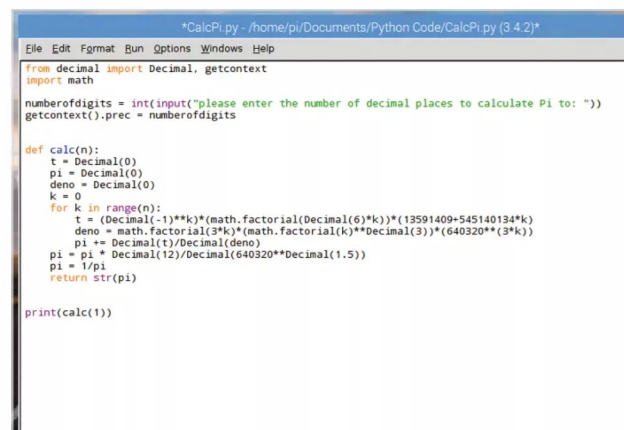 *CalcPi.py - /home/pi/Documents/Python Code/CalcPi.py (3.4.2)*
File Edit Format Run Options Windows Help
from decimal import Decimal, getcontext
import math
numberofdigits = int(input("please enter the number of decimal places to calculate Pi to: "))
getcontext().prec = numberofdigits
def calc(n):
    t = Decimal(0)
    pi = Decimal(0)
    deno = Decimal(0)
    k = 0
    for k in range(n):
        t = (Decimal(-1)**k)*(math.factorial(Decimal(6)*k))*(13591409+545140134*k)
        deno = math.factorial(3*k)*(math.factorial(k)**Decimal(3))*(640320**(3*k))
        pi += Decimal(t)/Decimal(deno)
    pi = pi * Decimal(12)/Decimal(640320**Decimal(1.5))
    pi = 1/pi
    return str(pi)
print(calc(1))